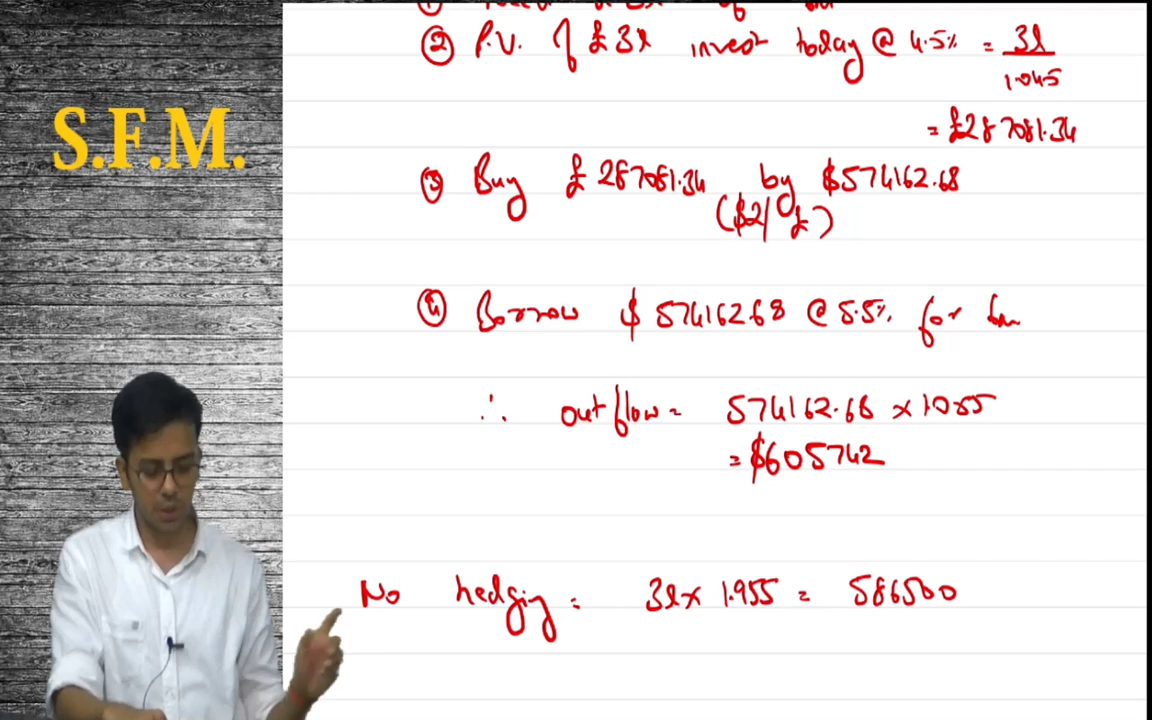 S.F.M.
② P.V. of £3l invest today @ 4.5% = 3l / 1.045
= £287081.34
③ Buy £ 287081.34 by $574162.68
($2/£)
④ Borrow $ 574162.68 @ 5.5% for 6m
∴ outflow = 574162.68 x 1.055
= $605742
No hedging = 3l x 1.955 = 586500